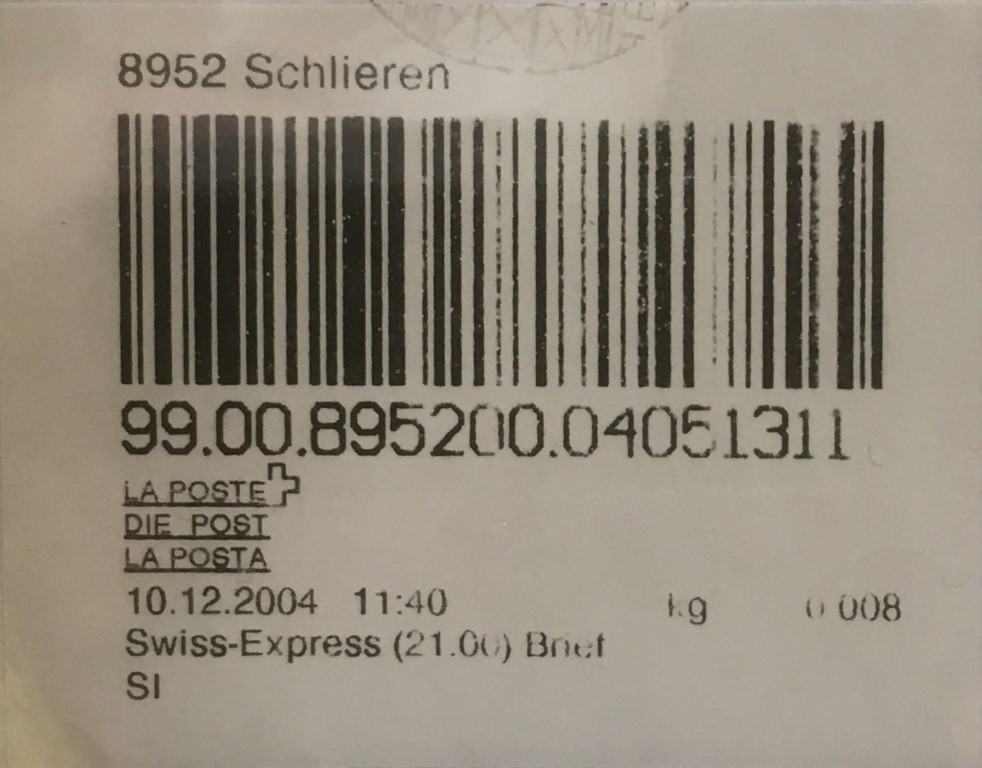 8952 Schlieren
99.00.895200.04051311
LA POSTE
DIE POST
LA POSTA
10.12.2004 11:40 kg 0 008
Swiss-Express (21.00) Brief
SI